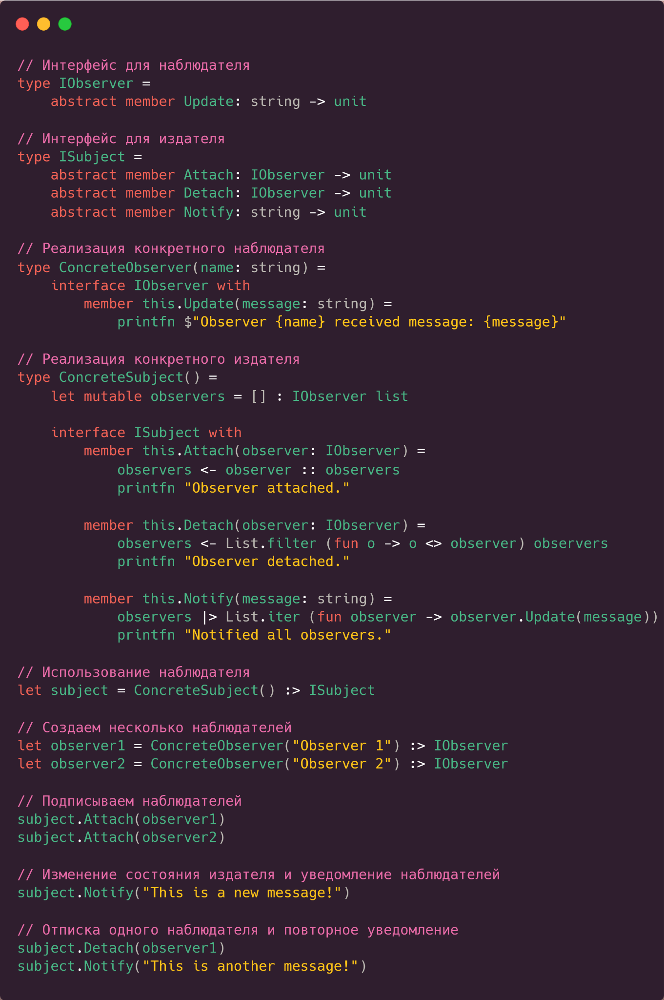 // Интерфейс для наблюдателя
type IObserver =
    abstract member Update: string -> unit

// Интерфейс для издателя
type ISubject =
    abstract member Attach: IObserver -> unit
    abstract member Detach: IObserver -> unit
    abstract member Notify: string -> unit

// Реализация конкретного наблюдателя
type ConcreteObserver(name: string) =
    interface IObserver with
        member this.Update(message: string) =
            printfn $"Observer {name} received message: {message}"

// Реализация конкретного издателя
type ConcreteSubject() =
    let mutable observers = [] : IObserver list

    interface ISubject with
        member this.Attach(observer: IObserver) =
            observers <- observer :: observers
            printfn "Observer attached."

        member this.Detach(observer: IObserver) =
            observers <- List.filter (fun o -> o <> observer) observers
            printfn "Observer detached."

        member this.Notify(message: string) =
            observers |> List.iter (fun observer -> observer.Update(message))
            printfn "Notified all observers."

// Использование наблюдателя
let subject = ConcreteSubject() :> ISubject

// Создаем несколько наблюдателей
let observer1 = ConcreteObserver("Observer 1") :> IObserver
let observer2 = ConcreteObserver("Observer 2") :> IObserver

// Подписываем наблюдателей
subject.Attach(observer1)
subject.Attach(observer2)

// Изменение состояния издателя и уведомление наблюдателей
subject.Notify("This is a new message!")

// Отписка одного наблюдателя и повторное уведомление
subject.Detach(observer1)
subject.Notify("This is another message!")